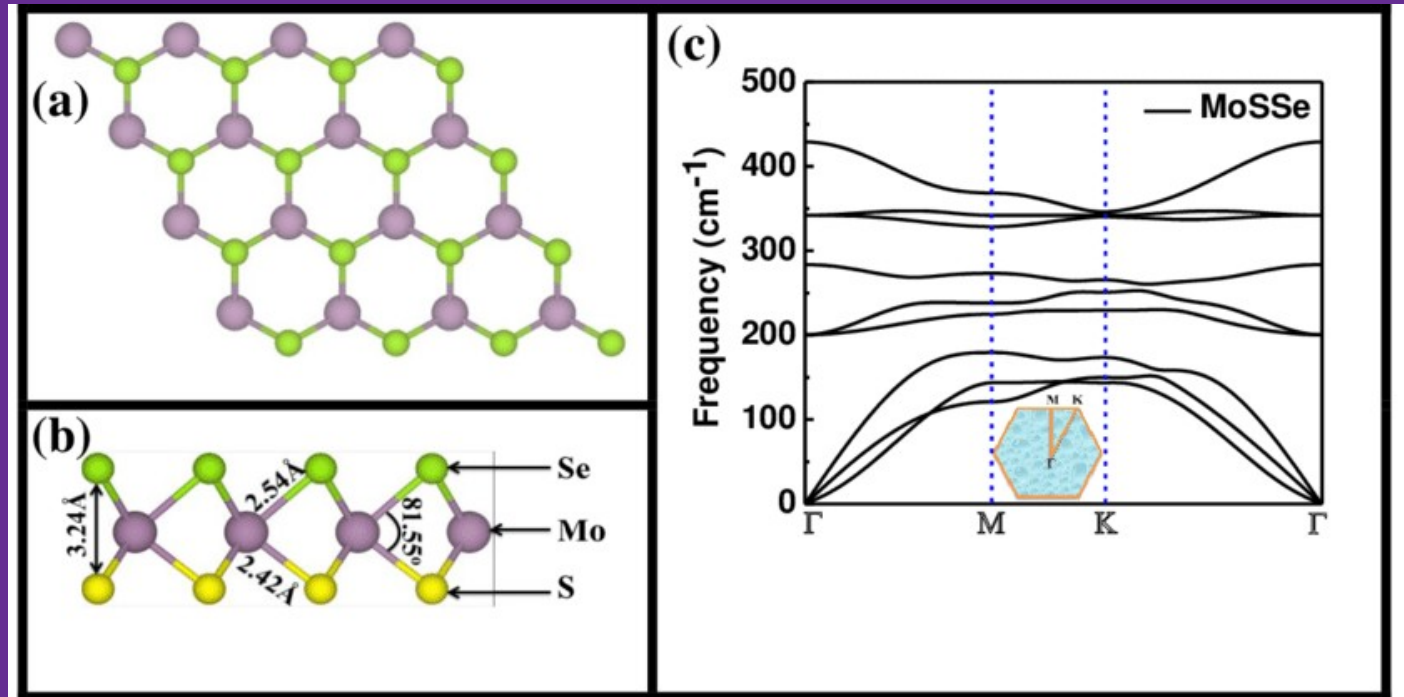 (a)
(b)
3.24Å
2.54Å
2.42Å
81.55°
Se
Mo
S
(c)
MoSSe
Frequency (cm-1)
500
400
300
200
100
0
M K
Γ
Γ M K Γ